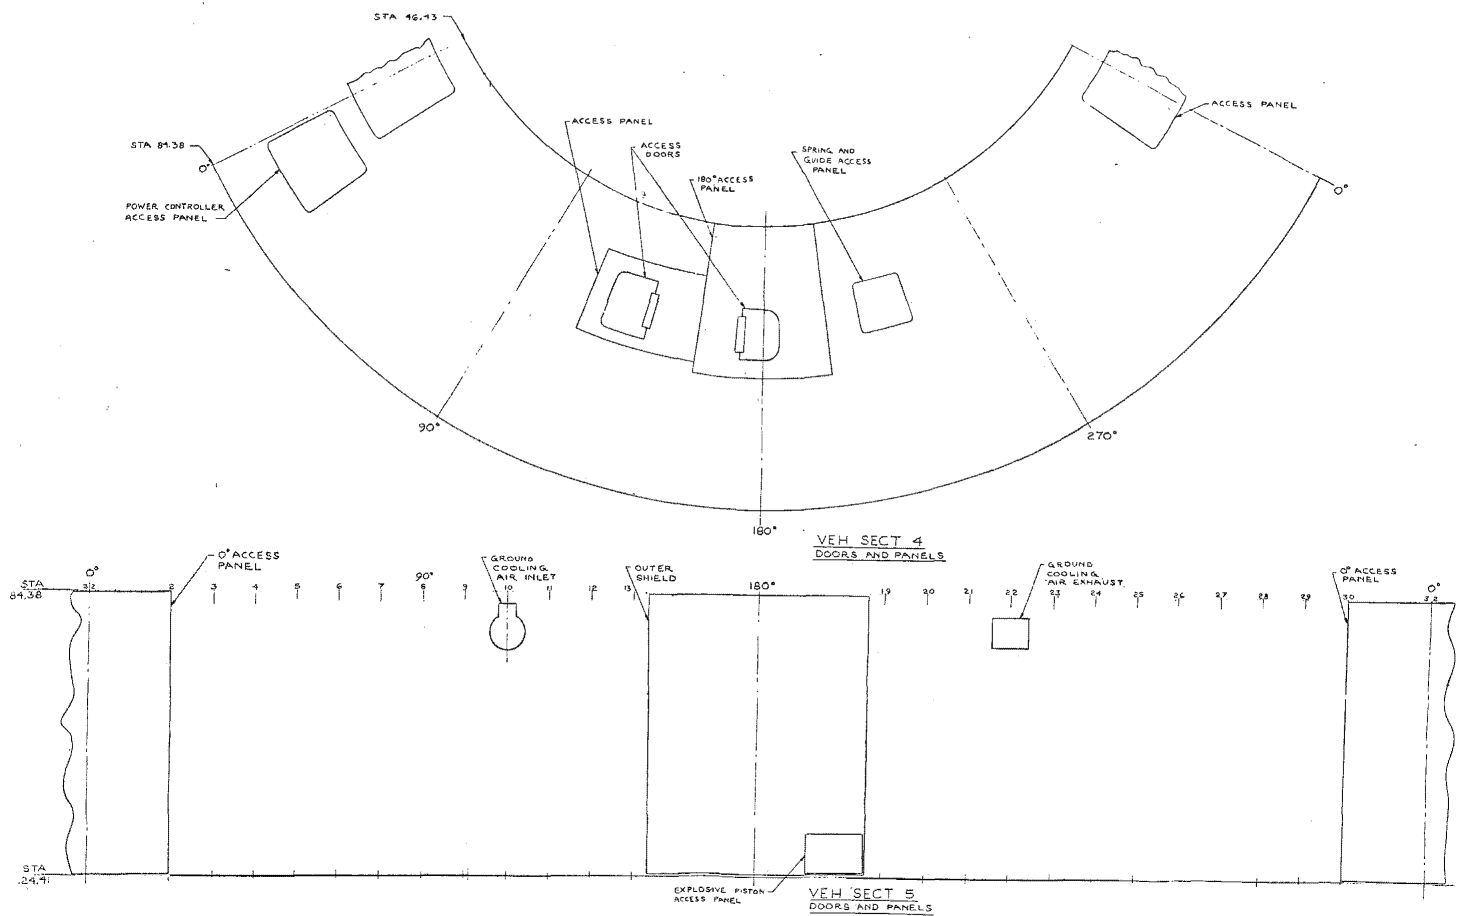 STA 46.43
ACCESS PANEL
ACCESS PANEL
ACCESS
DOORS
STA 84.38
SPRING AND
GUIDE ACCESS
PANEL
0°
180° ACCESS
PANEL
0°
POWER CONTROLLER
ACCESS PANEL
90°
270°
180°
VEH SECT 4
DOORS AND PANELS
0° ACCESS
PANEL
GROUND
COOLING
AIR INLET
OUTER
SHIELD
GROUND
COOLING
AIR EXHAUST
0° ACCESS
PANEL
0° 90° 180° 0°
STA
84.38
32 2 3 4 5 6 7 8 9 10 11 12 13 19 20 21 22 23 24 25 26 27 28 29 30 32
STA
24.41
EXPLOSIVE PISTON
ACCESS PANEL
VEH SECT 5
DOORS AND PANELS